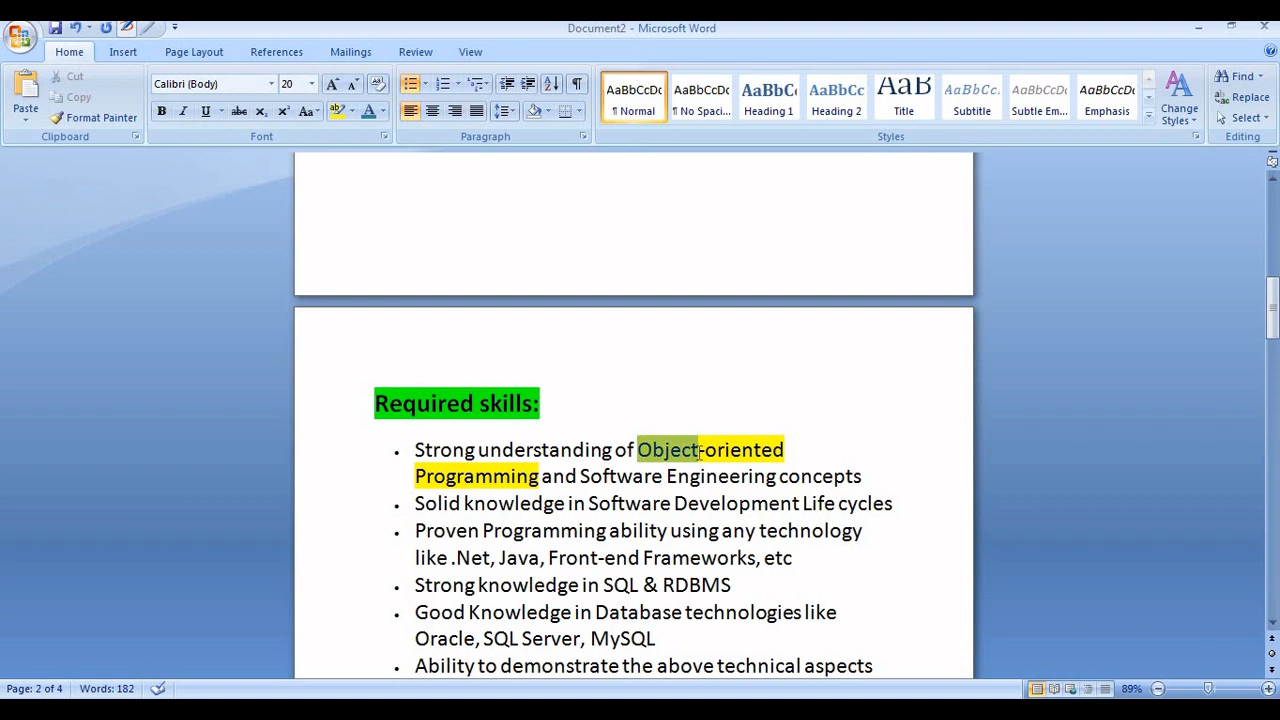 Document2 - Microsoft Word
Home Insert Page Layout References Mailings Review View
Paste
Cut
Copy
Format Painter
Clipboard
Calibri (Body) 20
B I U abc x₂ x² Aa
Font
Paragraph
AaBbCcDc AaBbCcDc AaBbCc AaBbCc AaB AaBbCc. AaBbCcDc AaBbCcDc
¶ Normal ¶ No Spaci... Heading 1 Heading 2 Title Subtitle Subtle Em... Emphasis
Change Styles
Styles
Find
Replace
Select
Editing
Required skills:
• Strong understanding of Object-oriented
Programming and Software Engineering concepts
• Solid knowledge in Software Development Life cycles
• Proven Programming ability using any technology
like .Net, Java, Front-end Frameworks, etc
• Strong knowledge in SQL & RDBMS
• Good Knowledge in Database technologies like
Oracle, SQL Server, MySQL
• Ability to demonstrate the above technical aspects
Page: 2 of 4 Words: 182 89%